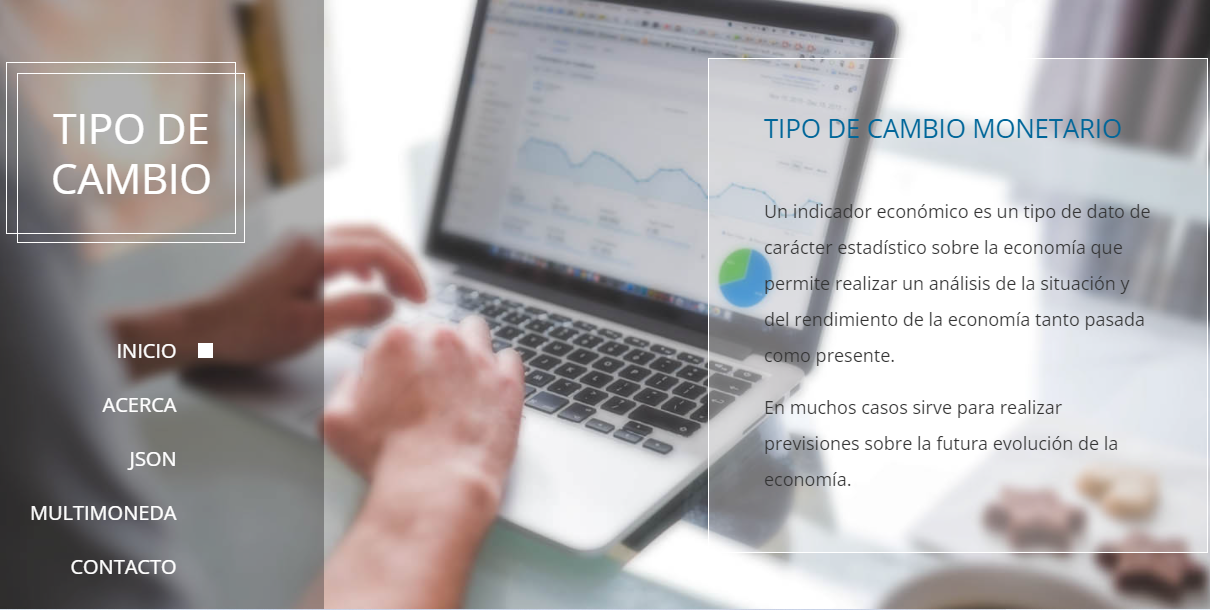 TIPO DE
CAMBIO
INICIO
ACERCA
JSON
MULTIMONEDA
CONTACTO
TIPO DE CAMBIO MONETARIO
Un indicador económico es un tipo de dato de
carácter estadístico sobre la economía que
permite realizar un análisis de la situación y
del rendimiento de la economía tanto pasada
como presente.
En muchos casos sirve para realizar
previsiones sobre la futura evolución de la
economía.